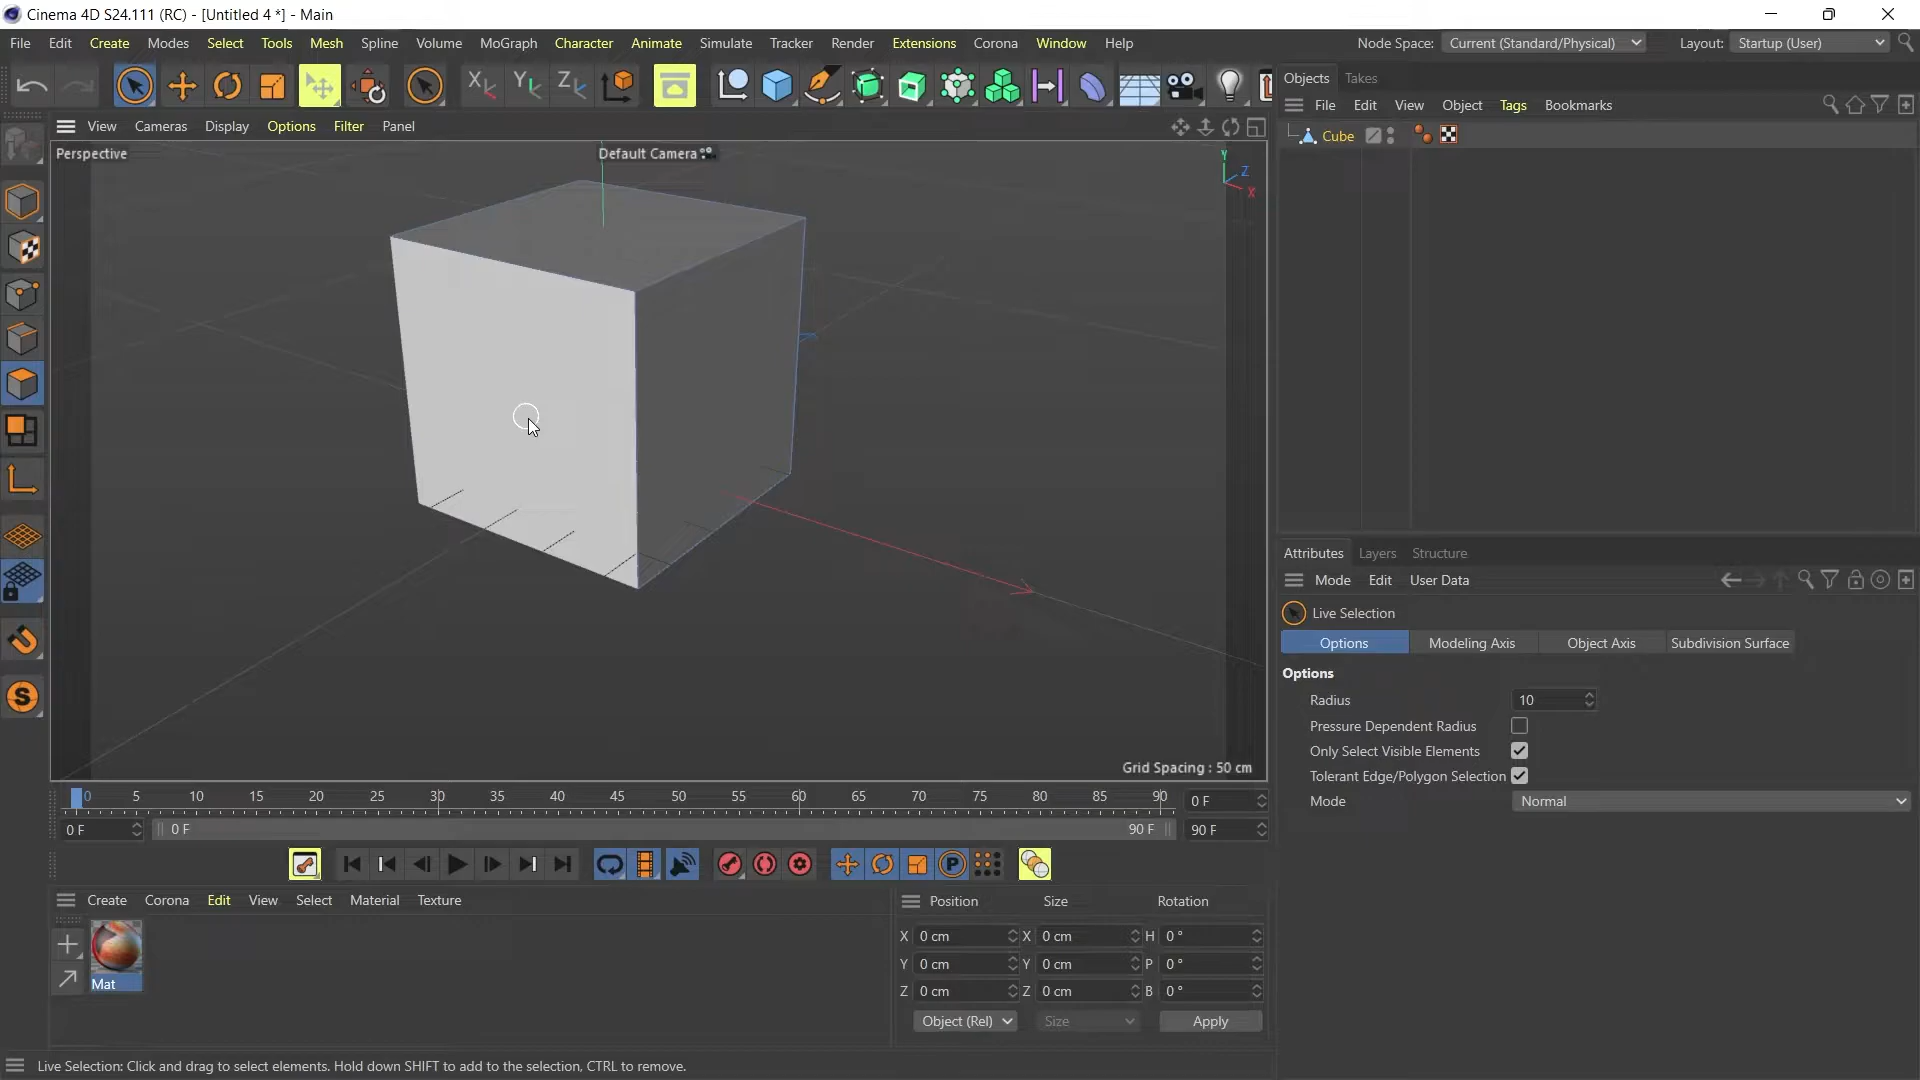 Cinema 4D S24.111 (RC) - [Untitled 4 *] - Main
File Edit Create Modes Select Tools Mesh Spline Volume MoGraph Character Animate Simulate Tracker Render Extensions Corona Window Help Node Space: Current (Standard/Physical) Layout: Startup (User)
X Y Z
Objects Takes
File Edit View Object Tags Bookmarks
View Cameras Display Options Filter Panel
Cube
Perspective Default Camera
Y
Z
X
S
Grid Spacing : 50 cm
Attributes Layers Structure
Mode Edit User Data
Live Selection
Options Modeling Axis Object Axis Subdivision Surface
Options
Radius 10
Pressure Dependent Radius
Only Select Visible Elements
Tolerant Edge/Polygon Selection
Mode Normal
0 5 10 15 20 25 30 35 40 45 50 55 60 65 70 75 80 85 90 0 F
0 F 0 F 90 F 90 F
P
Create Corona Edit View Select Material Texture
Mat
Position Size Rotation
X 0 cm X 0 cm H 0 °
Y 0 cm Y 0 cm P 0 °
Z 0 cm Z 0 cm B 0 °
Object (Rel) Size Apply
Live Selection: Click and drag to select elements. Hold down SHIFT to add to the selection, CTRL to remove.